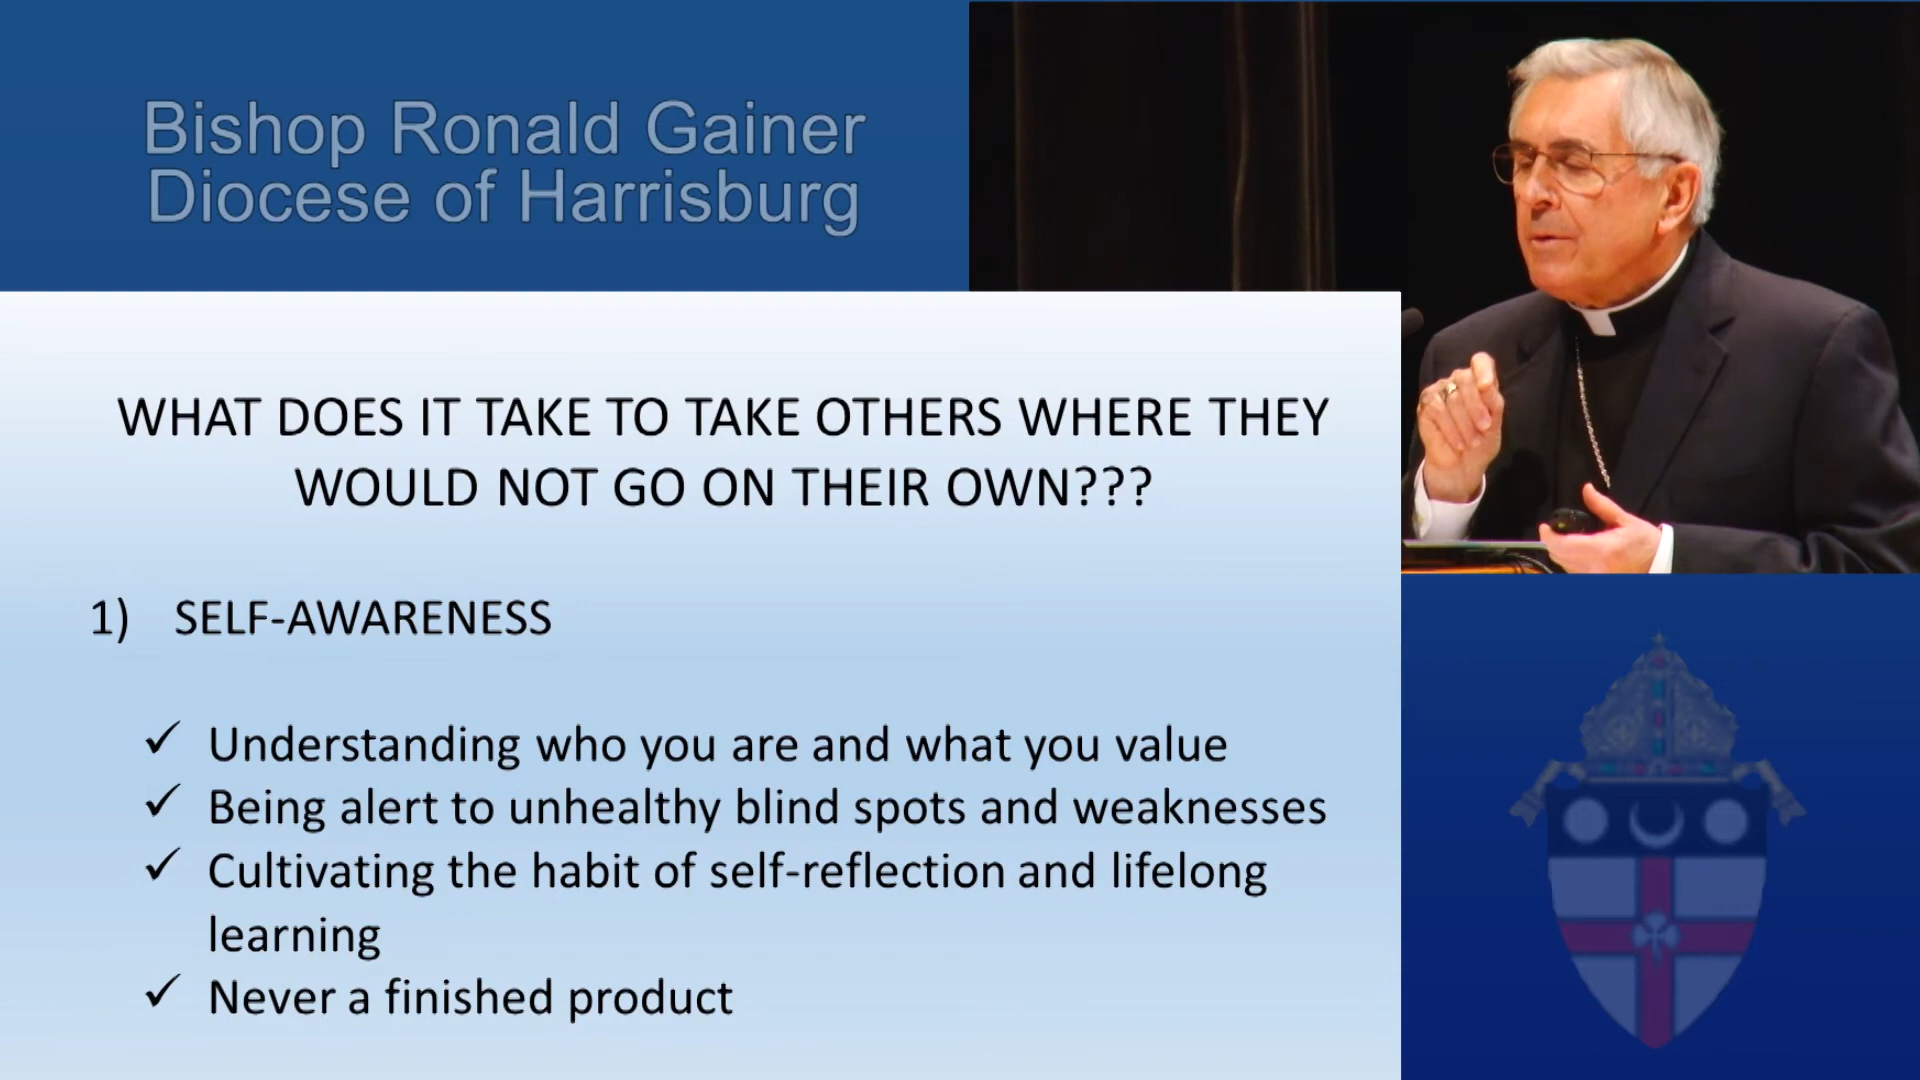 Bishop Ronald Gainer
Diocese of Harrisburg
WHAT DOES IT TAKE TO TAKE OTHERS WHERE THEY
WOULD NOT GO ON THEIR OWN???
1) SELF-AWARENESS
✓ Understanding who you are and what you value
✓ Being alert to unhealthy blind spots and weaknesses
✓ Cultivating the habit of self-reflection and lifelong
learning
✓ Never a finished product